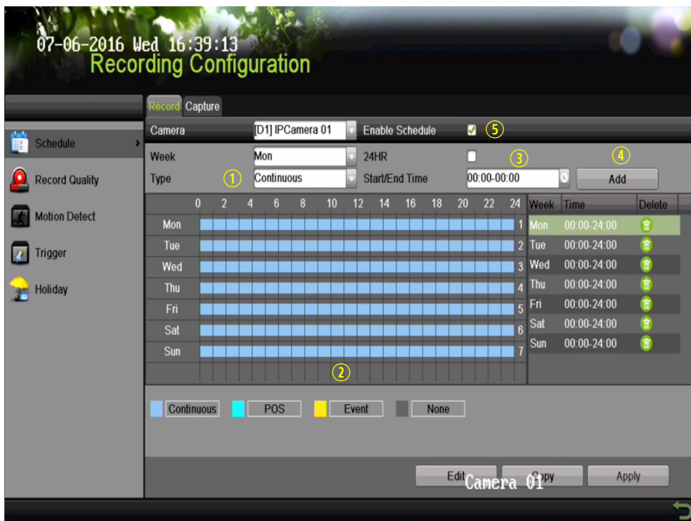 07-06-2016 Wed 16:39:13
Recording Configuration
Record Capture
Camera [D1] IPCamera 01 Enable Schedule ⑤
Schedule
Week Mon 24HR ③ ④
Type ① Continuous Start/End Time 00:00-00:00 Add
Record Quality
0 2 4 6 8 10 12 14 16 18 20 22 24 Week Time Delete
Motion Detect
Mon 1 Mon 00:00-24:00
Tue 2 Tue 00:00-24:00
Trigger
Wed 3 Wed 00:00-24:00
Holiday
Thu 4 Thu 00:00-24:00
Fri 5 Fri 00:00-24:00
Sat 6 Sat 00:00-24:00
Sun 7 Sun 00:00-24:00
②
Continuous POS Event None
Edit Copy Apply
Camera 01